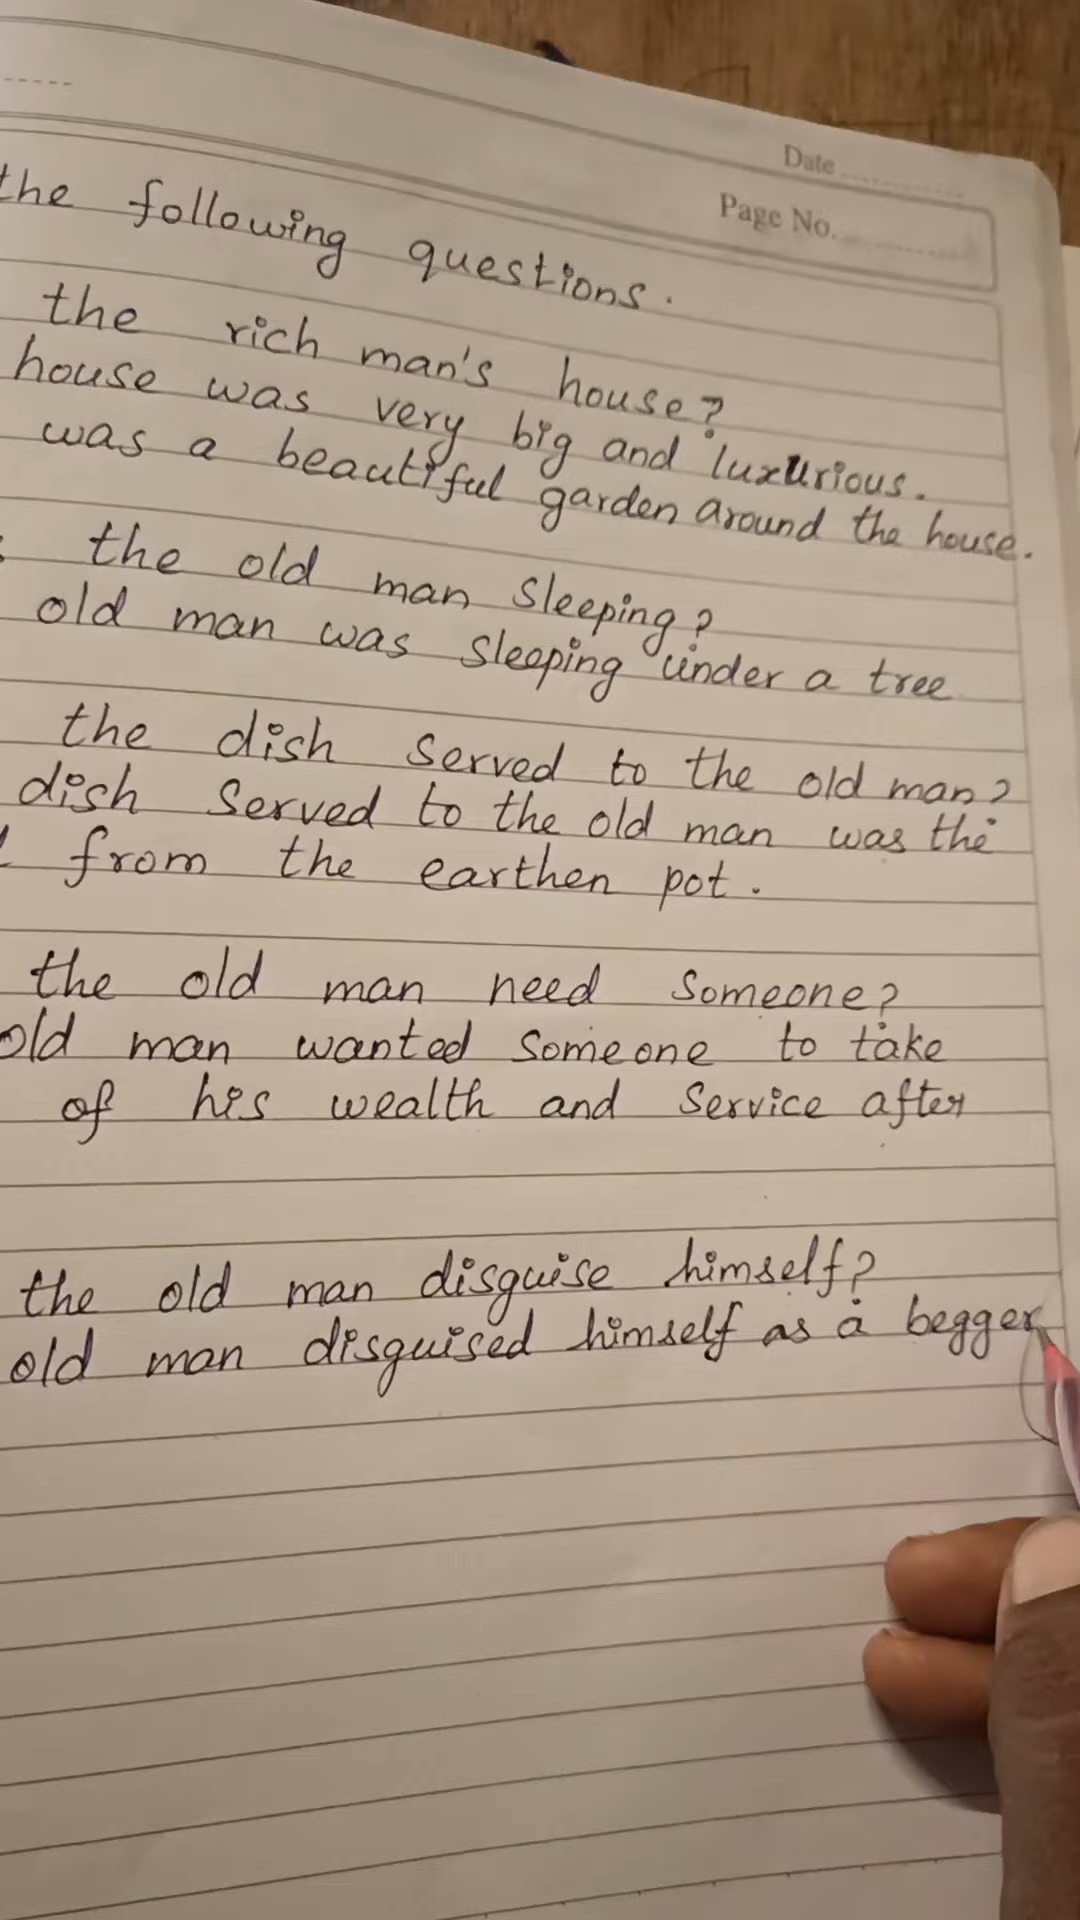 Date
Page No.
the following questions.
the rich man's house?
house was very big and luxurious.
was a beautiful garden around the house.
the old man sleeping?
old man was sleeping under a tree
the dish served to the old man?
dish served to the old man was the
from the earthen pot.
the old man need someone?
old man wanted someone to take
of his wealth and service after
the old man disguise himself?
old man disguised himself as a begger